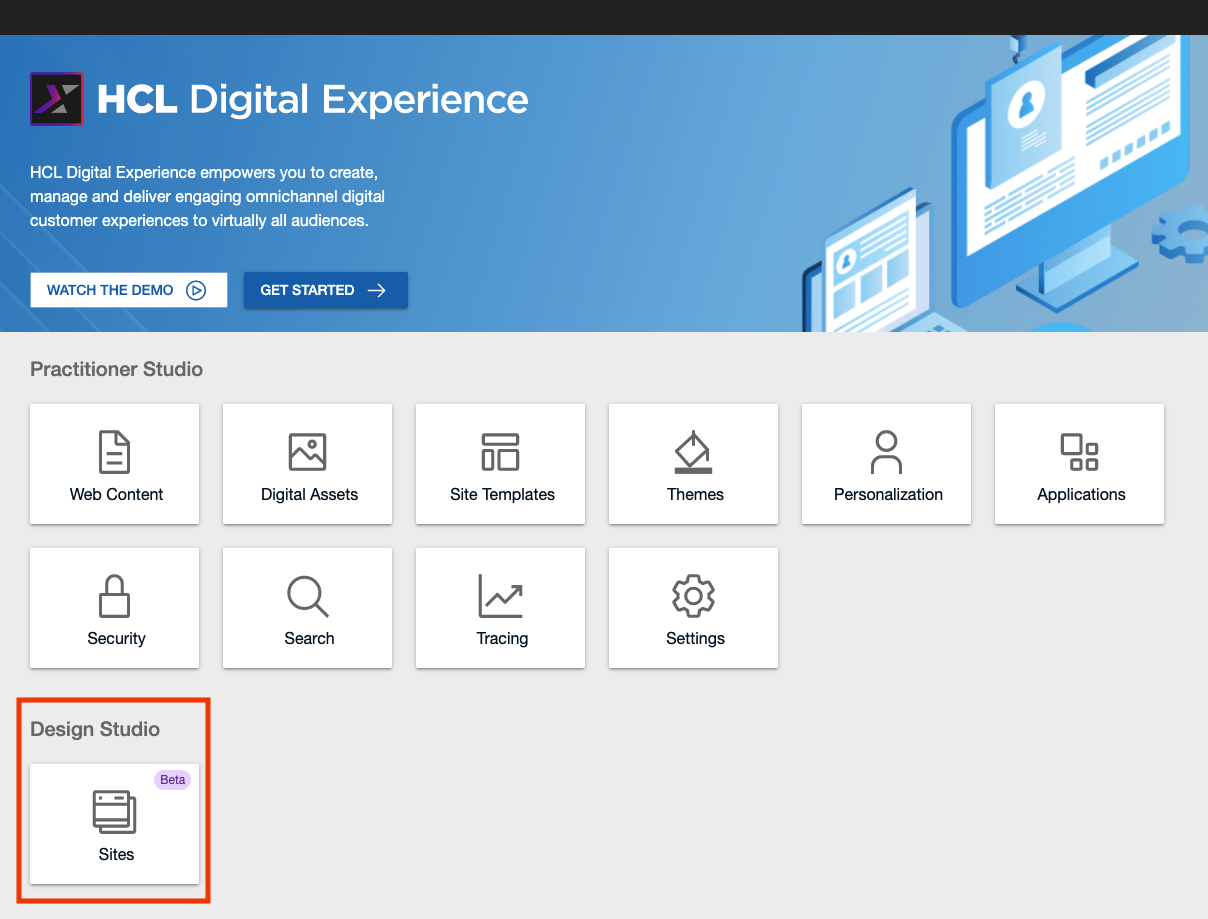 HCL Digital Experience
HCL Digital Experience empowers you to create,
manage and deliver engaging omnichannel digital
customer experiences to virtually all audiences.
WATCH THE DEMO
GET STARTED
Practitioner Studio
Web Content
Digital Assets
Site Templates
Themes
Personalization
Applications
Security
Search
Tracing
Settings
Design Studio
Beta
Sites